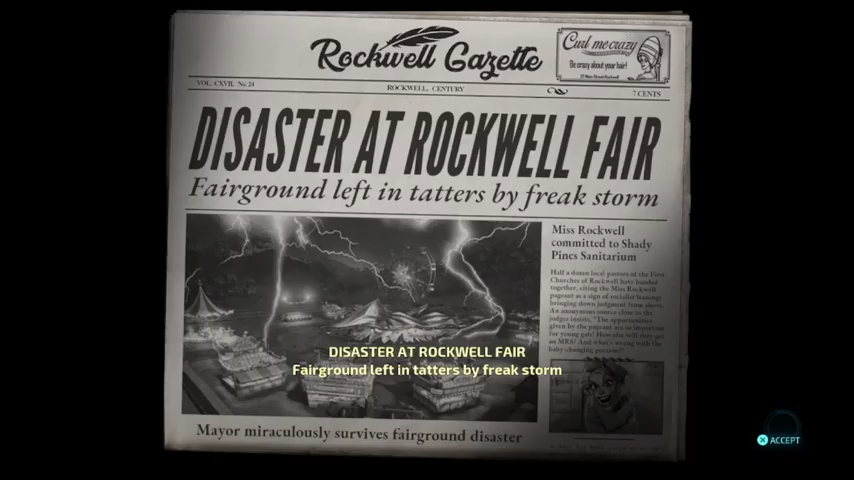 Rockwell Gazette
Curl me crazy
Be crazy about your hair!
VOL. CXVII, No. 24
ROCKWELL, CENTURY
7 CENTS
DISASTER AT ROCKWELL FAIR
Fairground left in tatters by freak storm
Miss Rockwell
committed to Shady
Pines Sanitarium
Half a dozen local pastors of the First
Churches of Rockwell have banded
together, citing the Miss Rockwell
pageant as a sign of socialist leanings
bringing down judgment from above.
An anonymous source close to the
judges insists, "The opportunities
given by the pageant are so important
for young gals! How else will they get
an MRS? And what's wrong with the
baby-changing
DISASTER AT ROCKWELL FAIR
Fairground left in tatters by freak storm
Mayor miraculously survives fairground disaster
ACCEPT